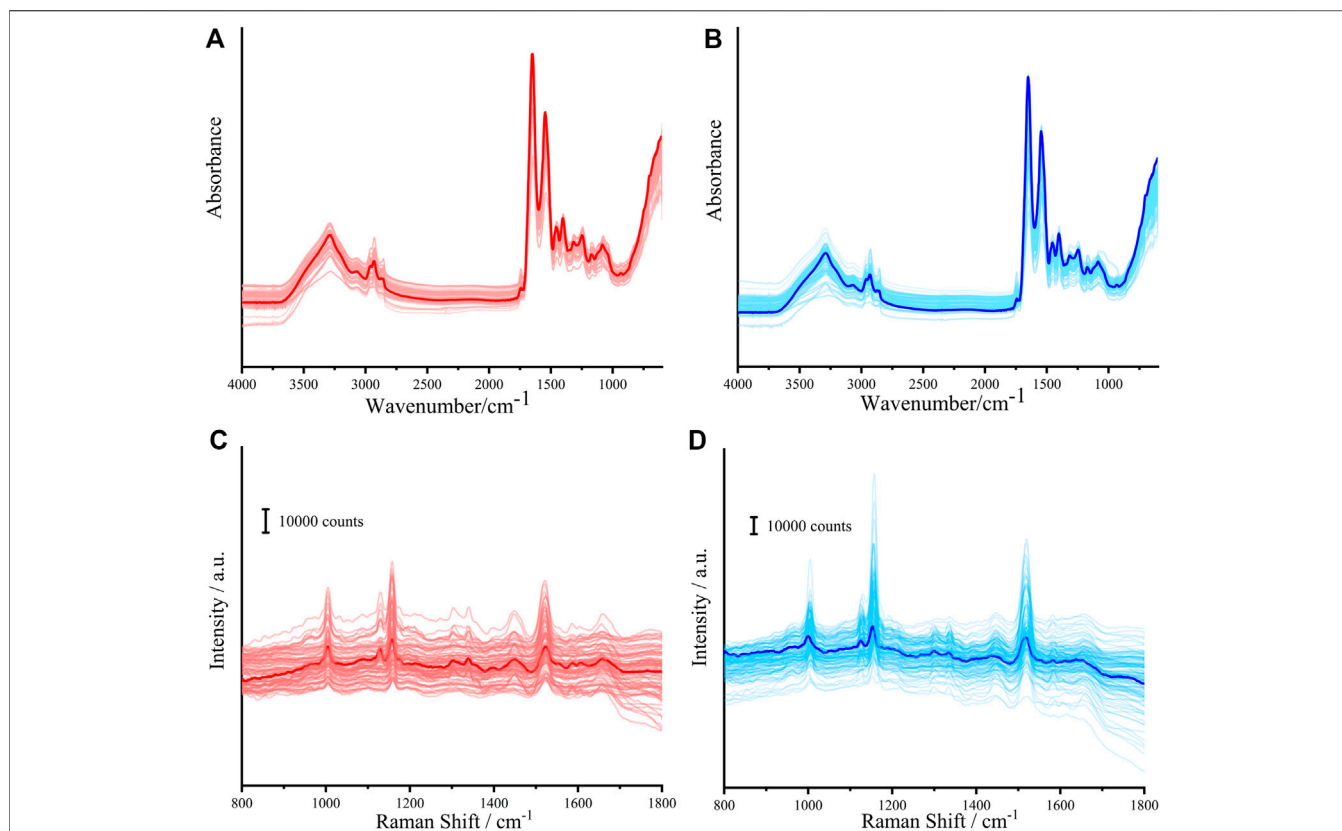 A
Absorbance
4000 3500 3000 2500 2000 1500 1000
Wavenumber/cm⁻¹
B
Absorbance
4000 3500 3000 2500 2000 1500 1000
Wavenumber/cm⁻¹
C
10000 counts
Intensity / a.u.
800 1000 1200 1400 1600 1800
Raman Shift / cm⁻¹
D
10000 counts
Intensity / a.u.
800 1000 1200 1400 1600 1800
Raman Shift / cm⁻¹